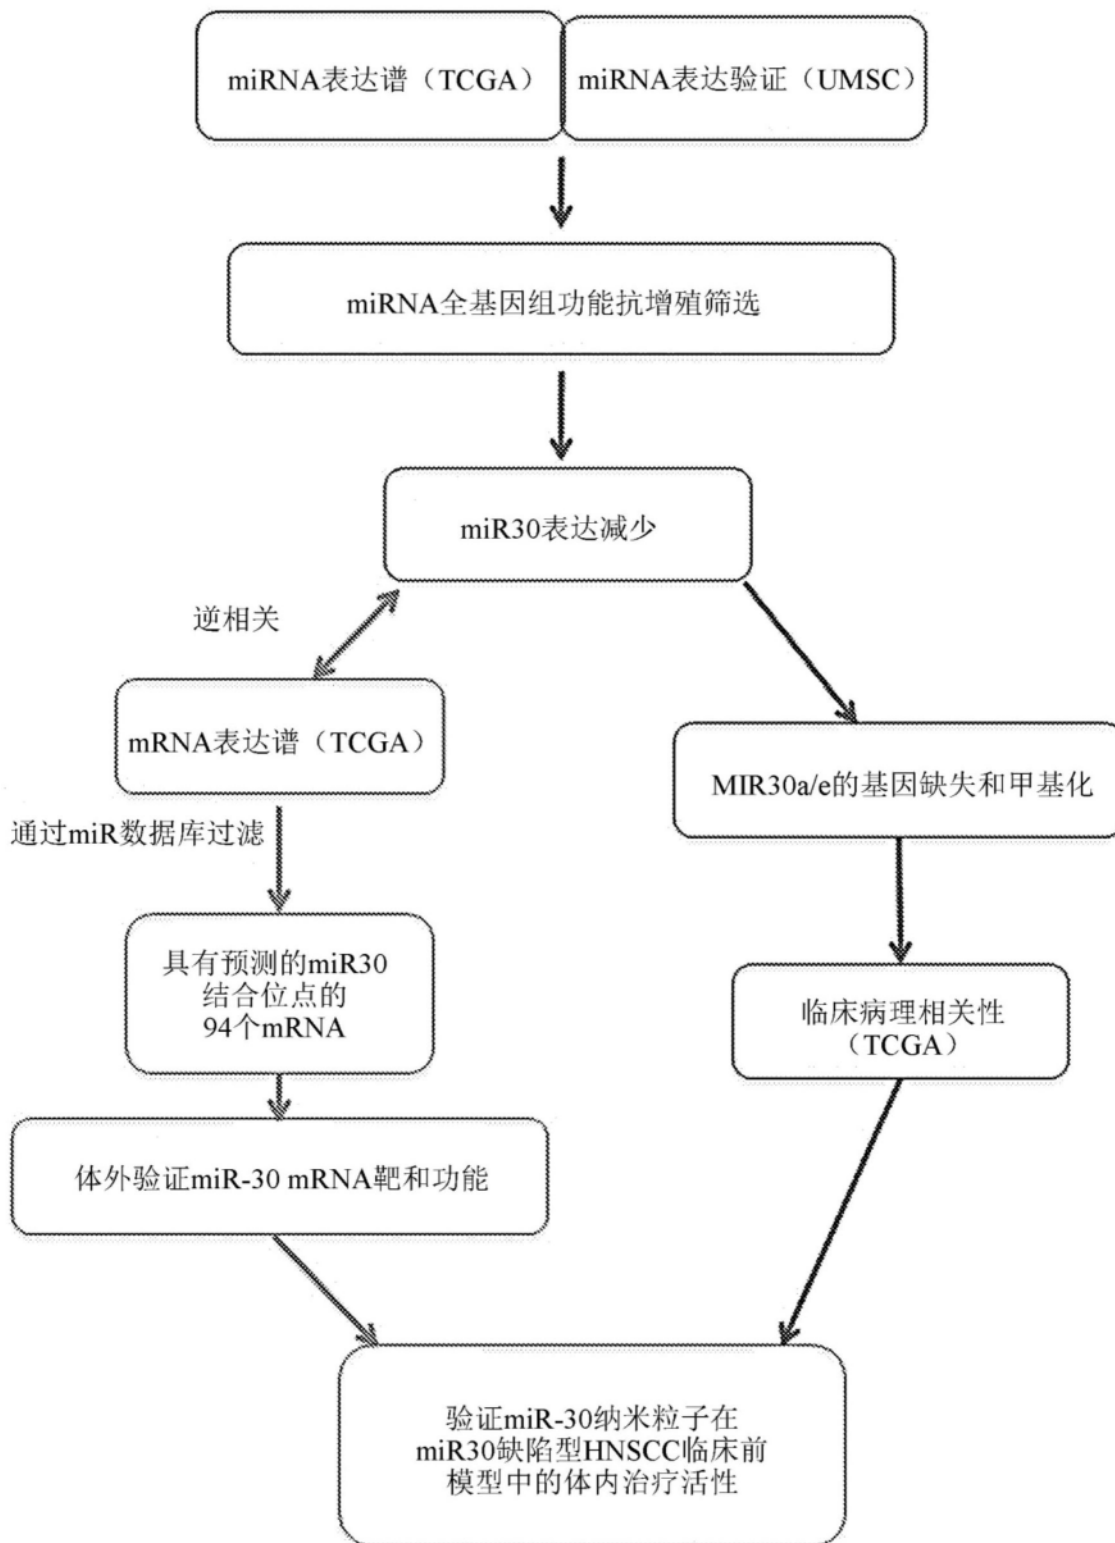 miRNA表达谱（TCGA）
miRNA表达验证（UMSC）
miRNA全基因组功能抗增殖筛选
miR30表达减少
逆相关
mRNA表达谱（TCGA）
MIR30a/e的基因缺失和甲基化
通过miR数据库过滤
具有预测的miR30
结合位点的
94个mRNA
临床病理相关性
（TCGA）
体外验证miR-30 mRNA靶和功能
验证miR-30纳米粒子在
miR30缺陷型HNSCC临床前
模型中的体内治疗活性